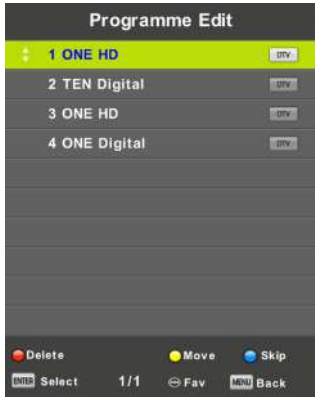 Programme Edit
1 ONE HD DTV
2 TEN Digital DTV
3 ONE HD DTV
4 ONE Digital DTV
Delete Move Skip
ENTER Select 1/1 Fav MENU Back